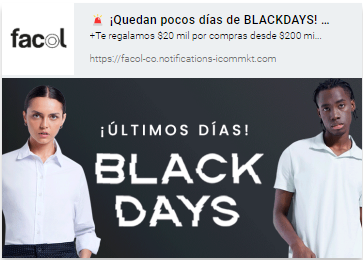 facol
🚨 ¡Quedan pocos días de BLACKDAYS! ...
+Te regalamos $20 mil por compras desde $200 mi...
https://facol-co.notifications-icommkt.com
¡ÚLTIMOS DÍAS!
BLACK
DAYS